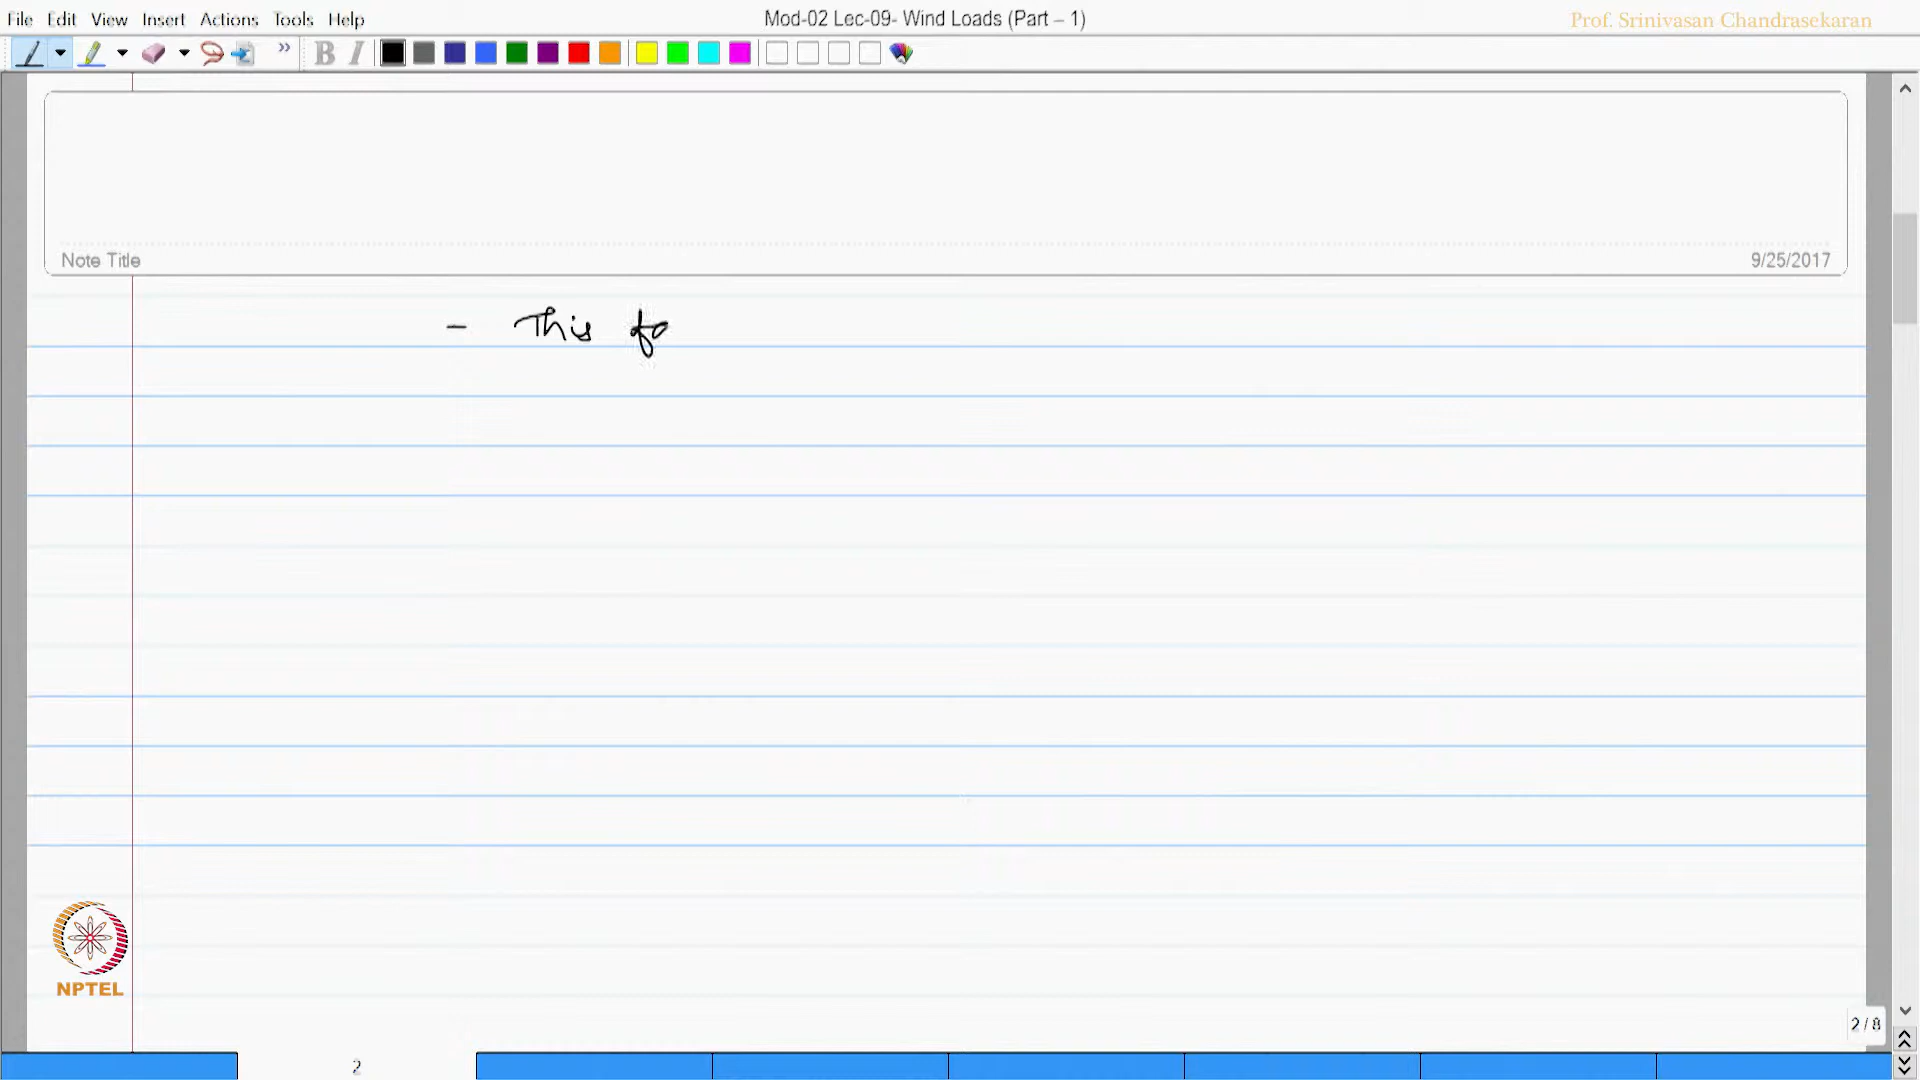 File Edit View Insert Actions Tools Help
Mod-02 Lec-09- Wind Loads (Part – 1)
Prof. Srinivasan Chandrasekaran
» B I
Note Title
9/25/2017
- This fo
NPTEL
2 / 8
2